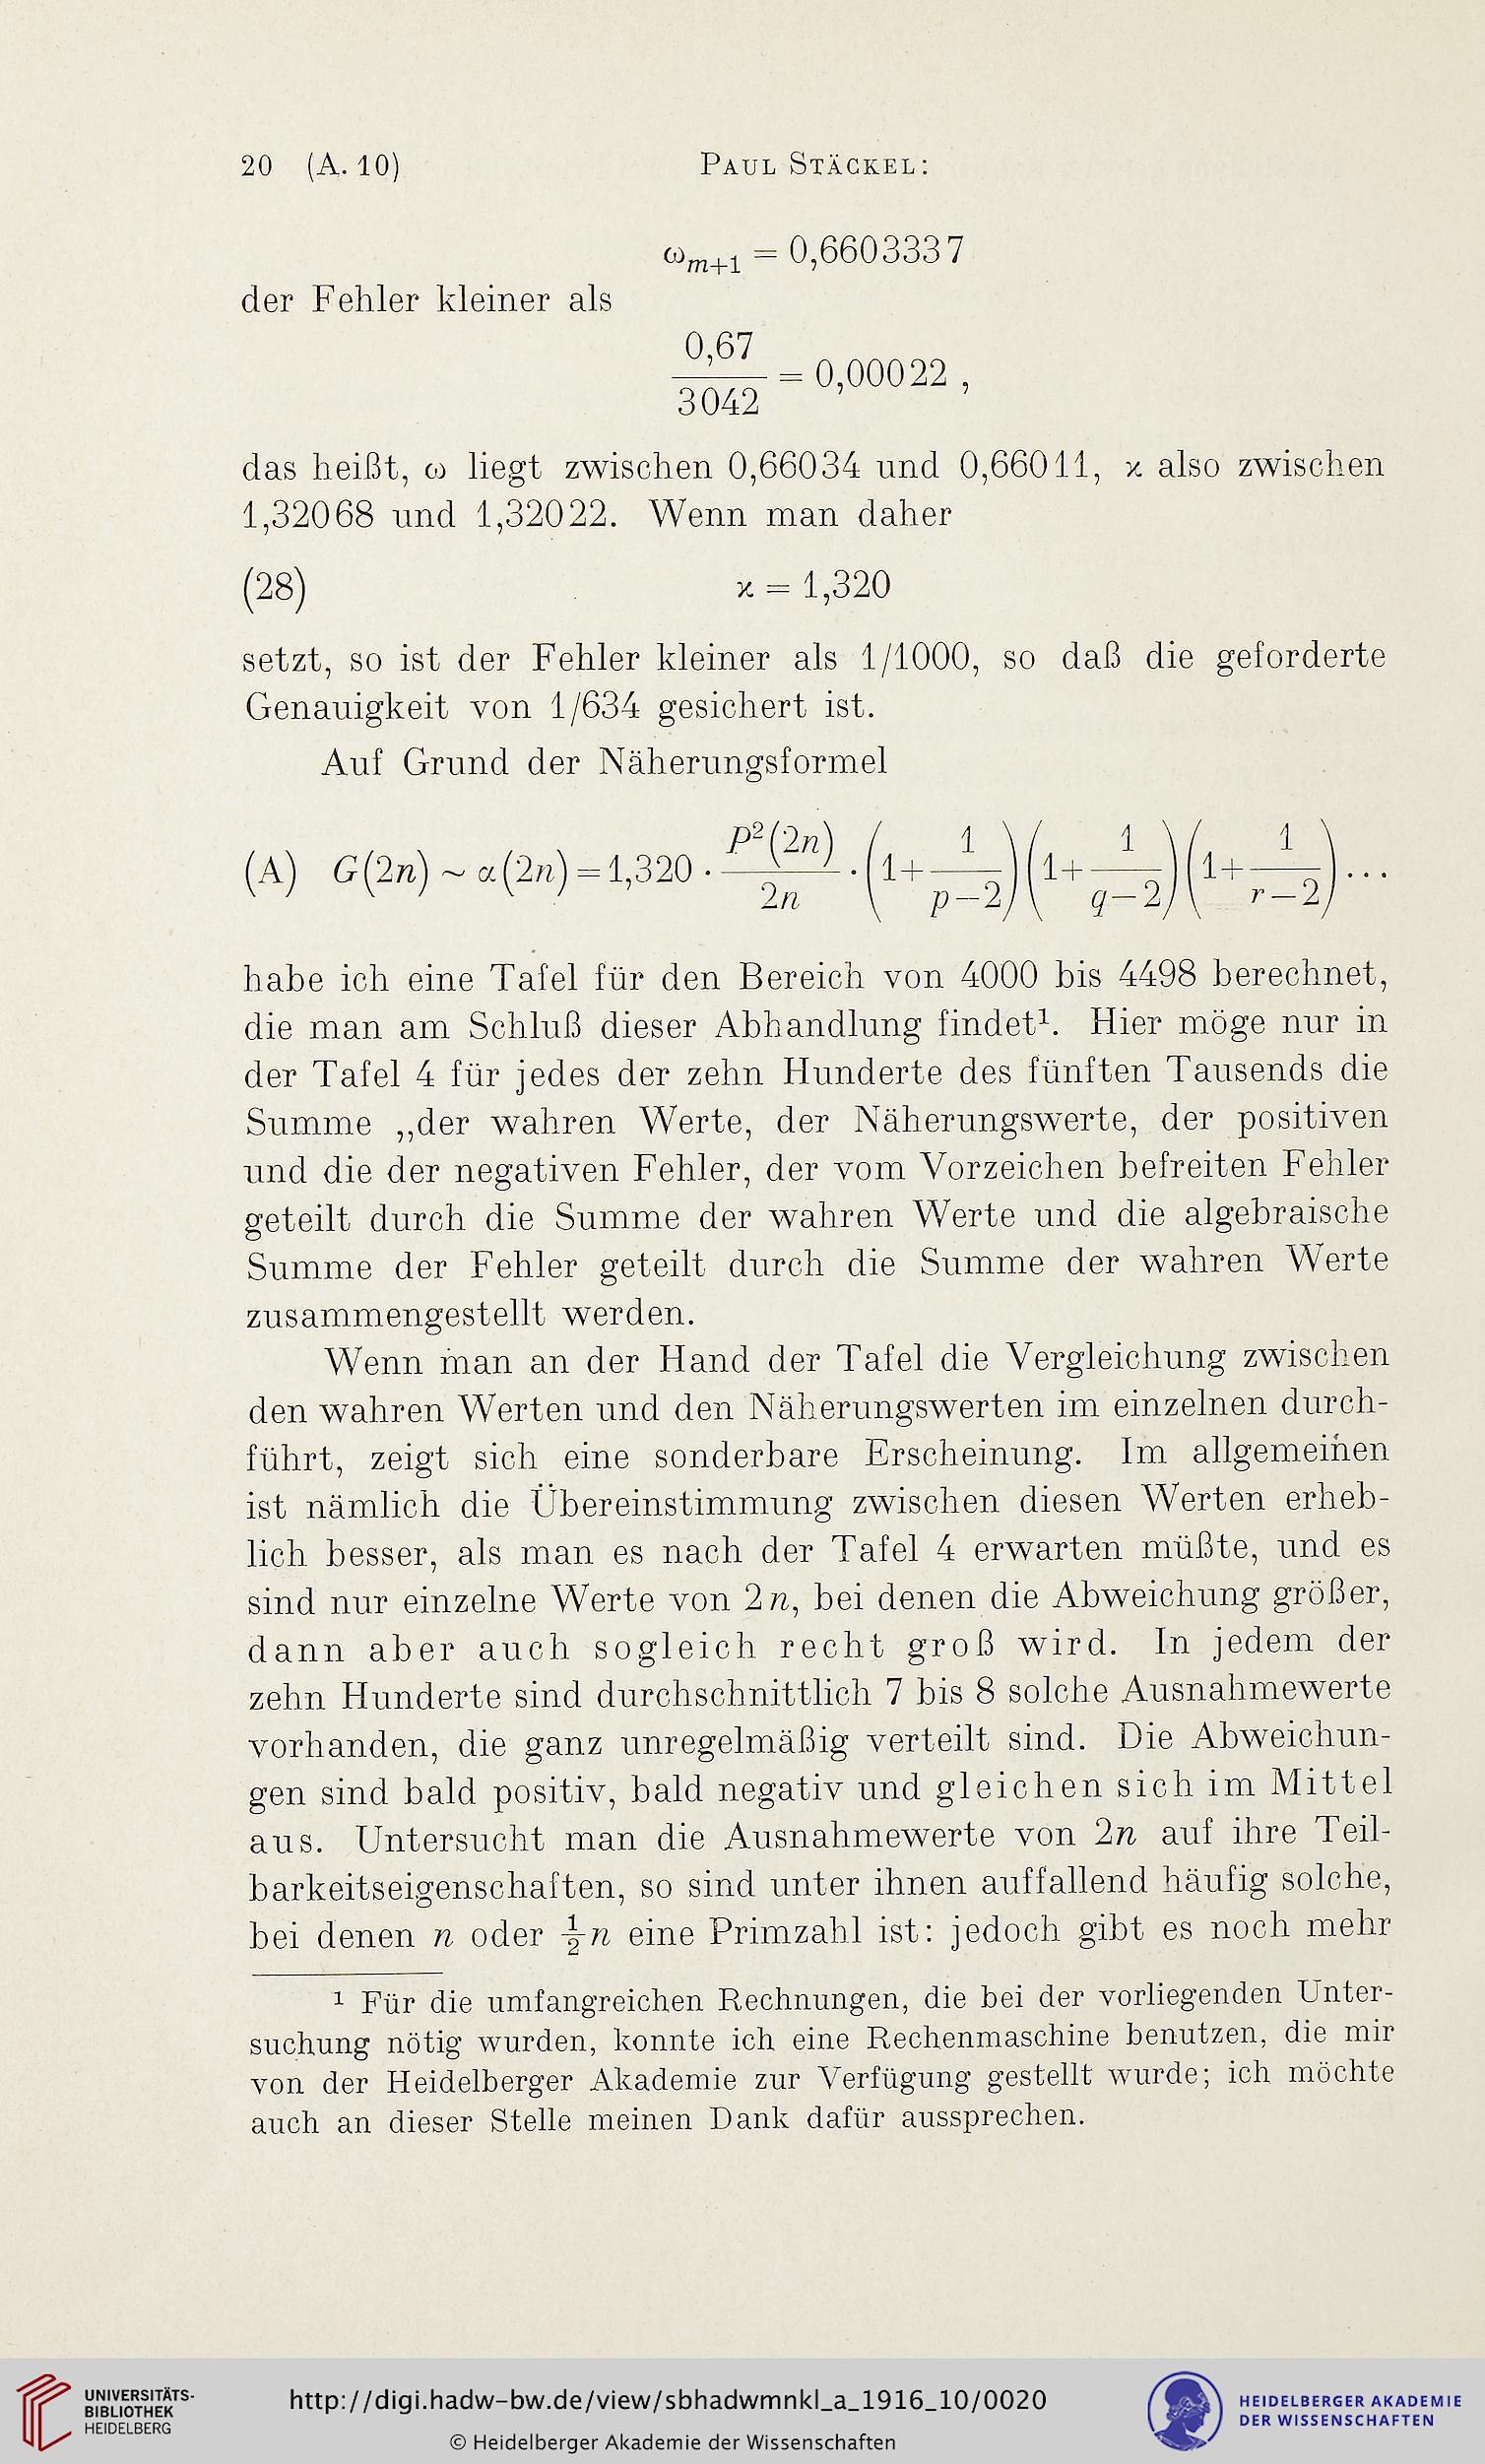 20 (A. 10) PAUL STÄCKEL:
ω_{m+1} = 0,6603337
der Fehler kleiner als
0,67/3042 = 0,00022 ,
das heißt, ω liegt zwischen 0,66034 und 0,66011, ϰ also zwischen
1,32068 und 1,32022. Wenn man daher
(28) ϰ = 1,320
setzt, so ist der Fehler kleiner als 1/1000, so daß die geforderte
Genauigkeit von 1/634 gesichert ist.
Auf Grund der Näherungsformel
(A) G(2n) ~ α(2n) = 1,320 · P²(2n)/2n · (1+ 1/(p−2)) (1+ 1/(q−2)) (1+ 1/(r−2)) ...
habe ich eine Tafel für den Bereich von 4000 bis 4498 berechnet,
die man am Schluß dieser Abhandlung findet¹. Hier möge nur in
der Tafel 4 für jedes der zehn Hunderte des fünften Tausends die
Summe „der wahren Werte, der Näherungswerte, der positiven
und die der negativen Fehler, der vom Vorzeichen befreiten Fehler
geteilt durch die Summe der wahren Werte und die algebraische
Summe der Fehler geteilt durch die Summe der wahren Werte
zusammengestellt werden.
Wenn man an der Hand der Tafel die Vergleichung zwischen
den wahren Werten und den Näherungswerten im einzelnen durch-
führt, zeigt sich eine sonderbare Erscheinung. Im allgemeinen
ist nämlich die Übereinstimmung zwischen diesen Werten erheb-
lich besser, als man es nach der Tafel 4 erwarten müßte, und es
sind nur einzelne Werte von 2n, bei denen die Abweichung größer,
dann aber auch sogleich recht groß wird. In jedem der
zehn Hunderte sind durchschnittlich 7 bis 8 solche Ausnahmewerte
vorhanden, die ganz unregelmäßig verteilt sind. Die Abweichun-
gen sind bald positiv, bald negativ und gleichen sich im Mittel
aus. Untersucht man die Ausnahmewerte von 2n auf ihre Teil-
barkeitseigenschaften, so sind unter ihnen auffallend häufig solche,
bei denen n oder ½n eine Primzahl ist: jedoch gibt es noch mehr
¹ Für die umfangreichen Rechnungen, die bei der vorliegenden Unter-
suchung nötig wurden, konnte ich eine Rechenmaschine benutzen, die mir
von der Heidelberger Akademie zur Verfügung gestellt wurde; ich möchte
auch an dieser Stelle meinen Dank dafür aussprechen.
UNIVERSITÄTS-
BIBLIOTHEK
HEIDELBERG
http://digi.hadw-bw.de/view/sbhadwmnkl_a_1916_10/0020
© Heidelberger Akademie der Wissenschaften
HEIDELBERGER AKADEMIE
DER WISSENSCHAFTEN